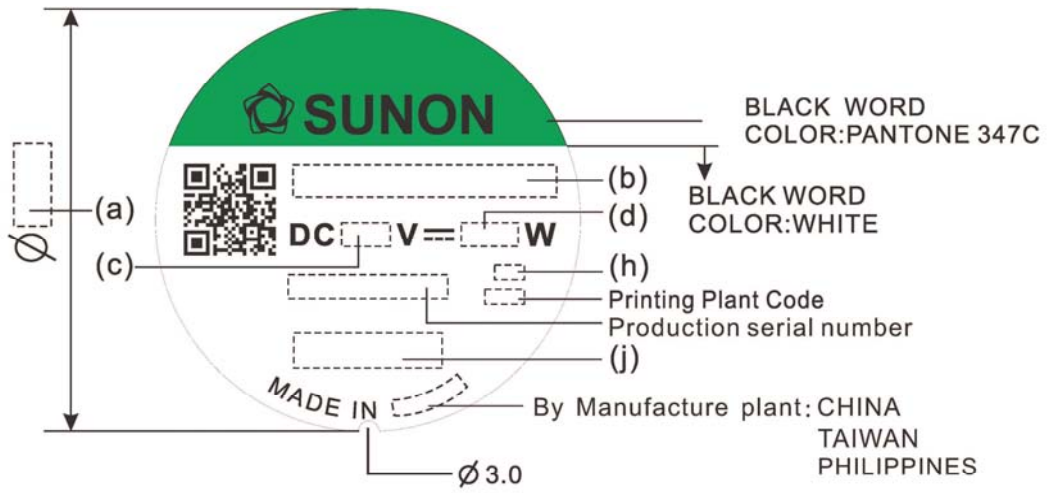 SUNON
BLACK WORD
COLOR:PANTONE 347C
BLACK WORD
COLOR:WHITE
(a)
Ø
(b)
DC V⎓ W
(d)
(c)
(h)
Printing Plant Code
Production serial number
(j)
MADE IN
By Manufacture plant: CHINA
TAIWAN
PHILIPPINES
Ø 3.0